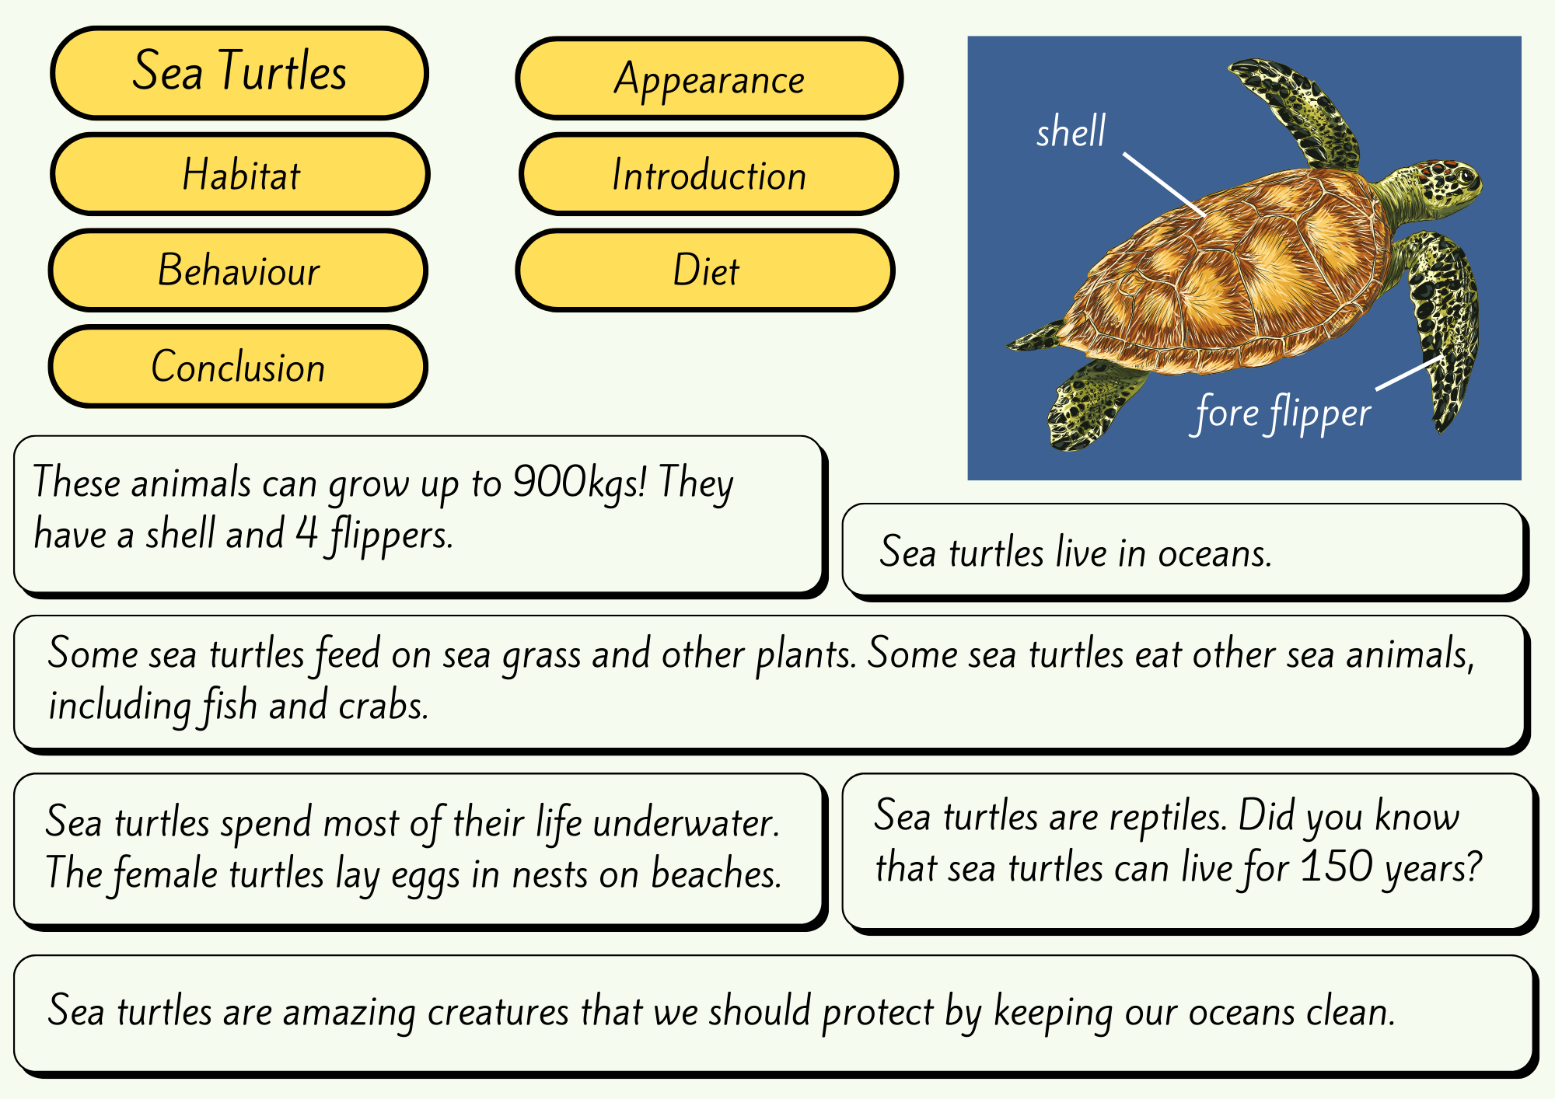 Sea Turtles
Habitat
Behaviour
Conclusion
Appearance
Introduction
Diet
shell
fore flipper
These animals can grow up to 900kgs! They
have a shell and 4 flippers.
Sea turtles live in oceans.
Some sea turtles feed on sea grass and other plants. Some sea turtles eat other sea animals,
including fish and crabs.
Sea turtles spend most of their life underwater.
The female turtles lay eggs in nests on beaches.
Sea turtles are reptiles. Did you know
that sea turtles can live for 150 years?
Sea turtles are amazing creatures that we should protect by keeping our oceans clean.